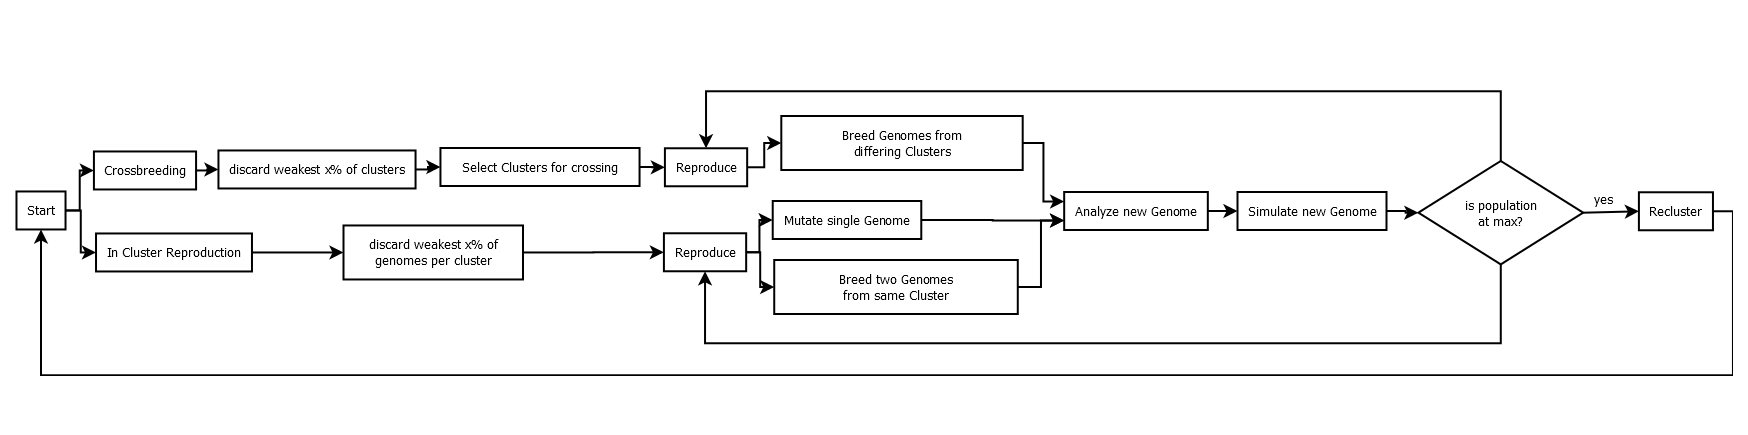 Start
Crossbreeding
discard weakest x% of clusters
Select Clusters for crossing
Reproduce
Breed Genomes from
differing Clusters
In Cluster Reproduction
discard weakest x% of
genomes per cluster
Reproduce
Mutate single Genome
Breed two Genomes
from same Cluster
Analyze new Genome
Simulate new Genome
is population
at max?
yes
Recluster